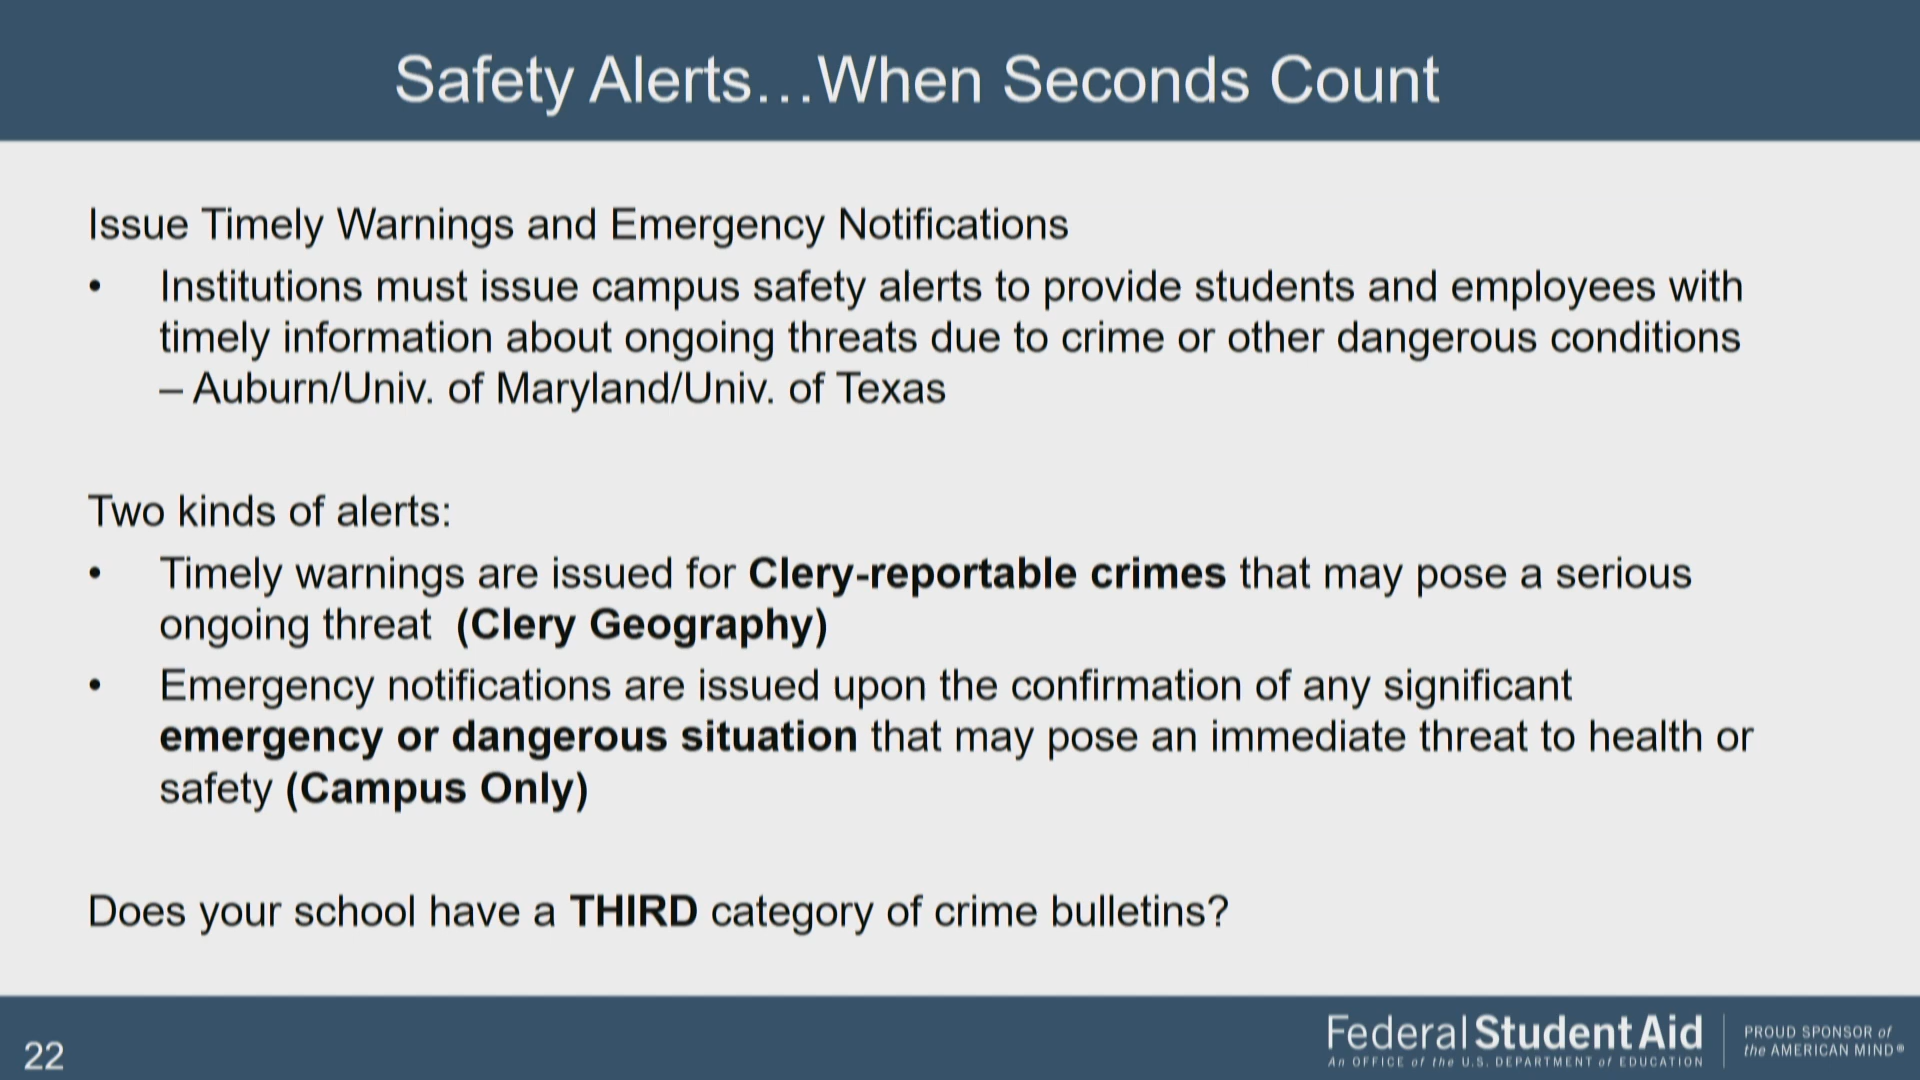 Safety Alerts…When Seconds Count
Issue Timely Warnings and Emergency Notifications
• Institutions must issue campus safety alerts to provide students and employees with
timely information about ongoing threats due to crime or other dangerous conditions
– Auburn/Univ. of Maryland/Univ. of Texas
Two kinds of alerts:
• Timely warnings are issued for Clery-reportable crimes that may pose a serious
ongoing threat (Clery Geography)
• Emergency notifications are issued upon the confirmation of any significant
emergency or dangerous situation that may pose an immediate threat to health or
safety (Campus Only)
Does your school have a THIRD category of crime bulletins?
22
Federal Student Aid
An OFFICE of the U.S. DEPARTMENT of EDUCATION
PROUD SPONSOR of
the AMERICAN MIND®